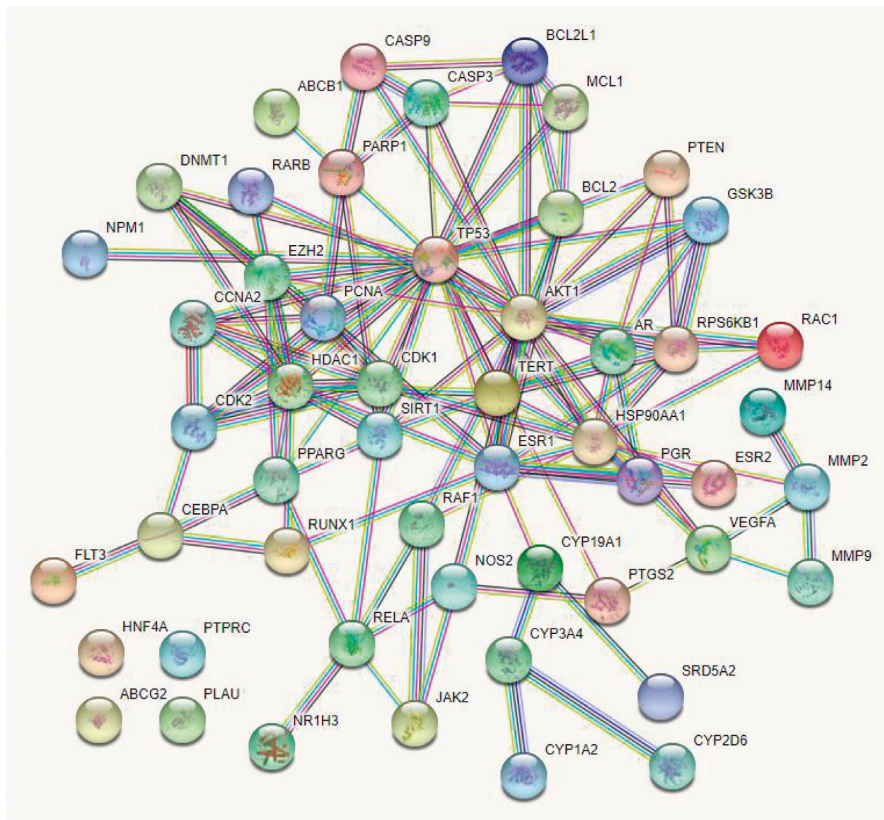 CASP9
BCL2L1
CASP3
MCL1
ABCB1
PARP1
PTEN
DNMT1
RARB
BCL2
GSK3B
TP53
NPM1
EZH2
CCNA2
PCNA
AKT1
AR
RPS6KB1
RAC1
HDAC1
CDK1
TERT
MMP14
CDK2
SIRT1
HSP90AA1
PPARG
ESR1
PGR
ESR2
MMP2
CEBPA
RAF1
RUNX1
VEGFA
FLT3
NOS2
CYP19A1
PTGS2
MMP9
HNF4A
PTPRC
RELA
CYP3A4
SRD5A2
ABCG2
PLAU
NR1H3
JAK2
CYP1A2
CYP2D6